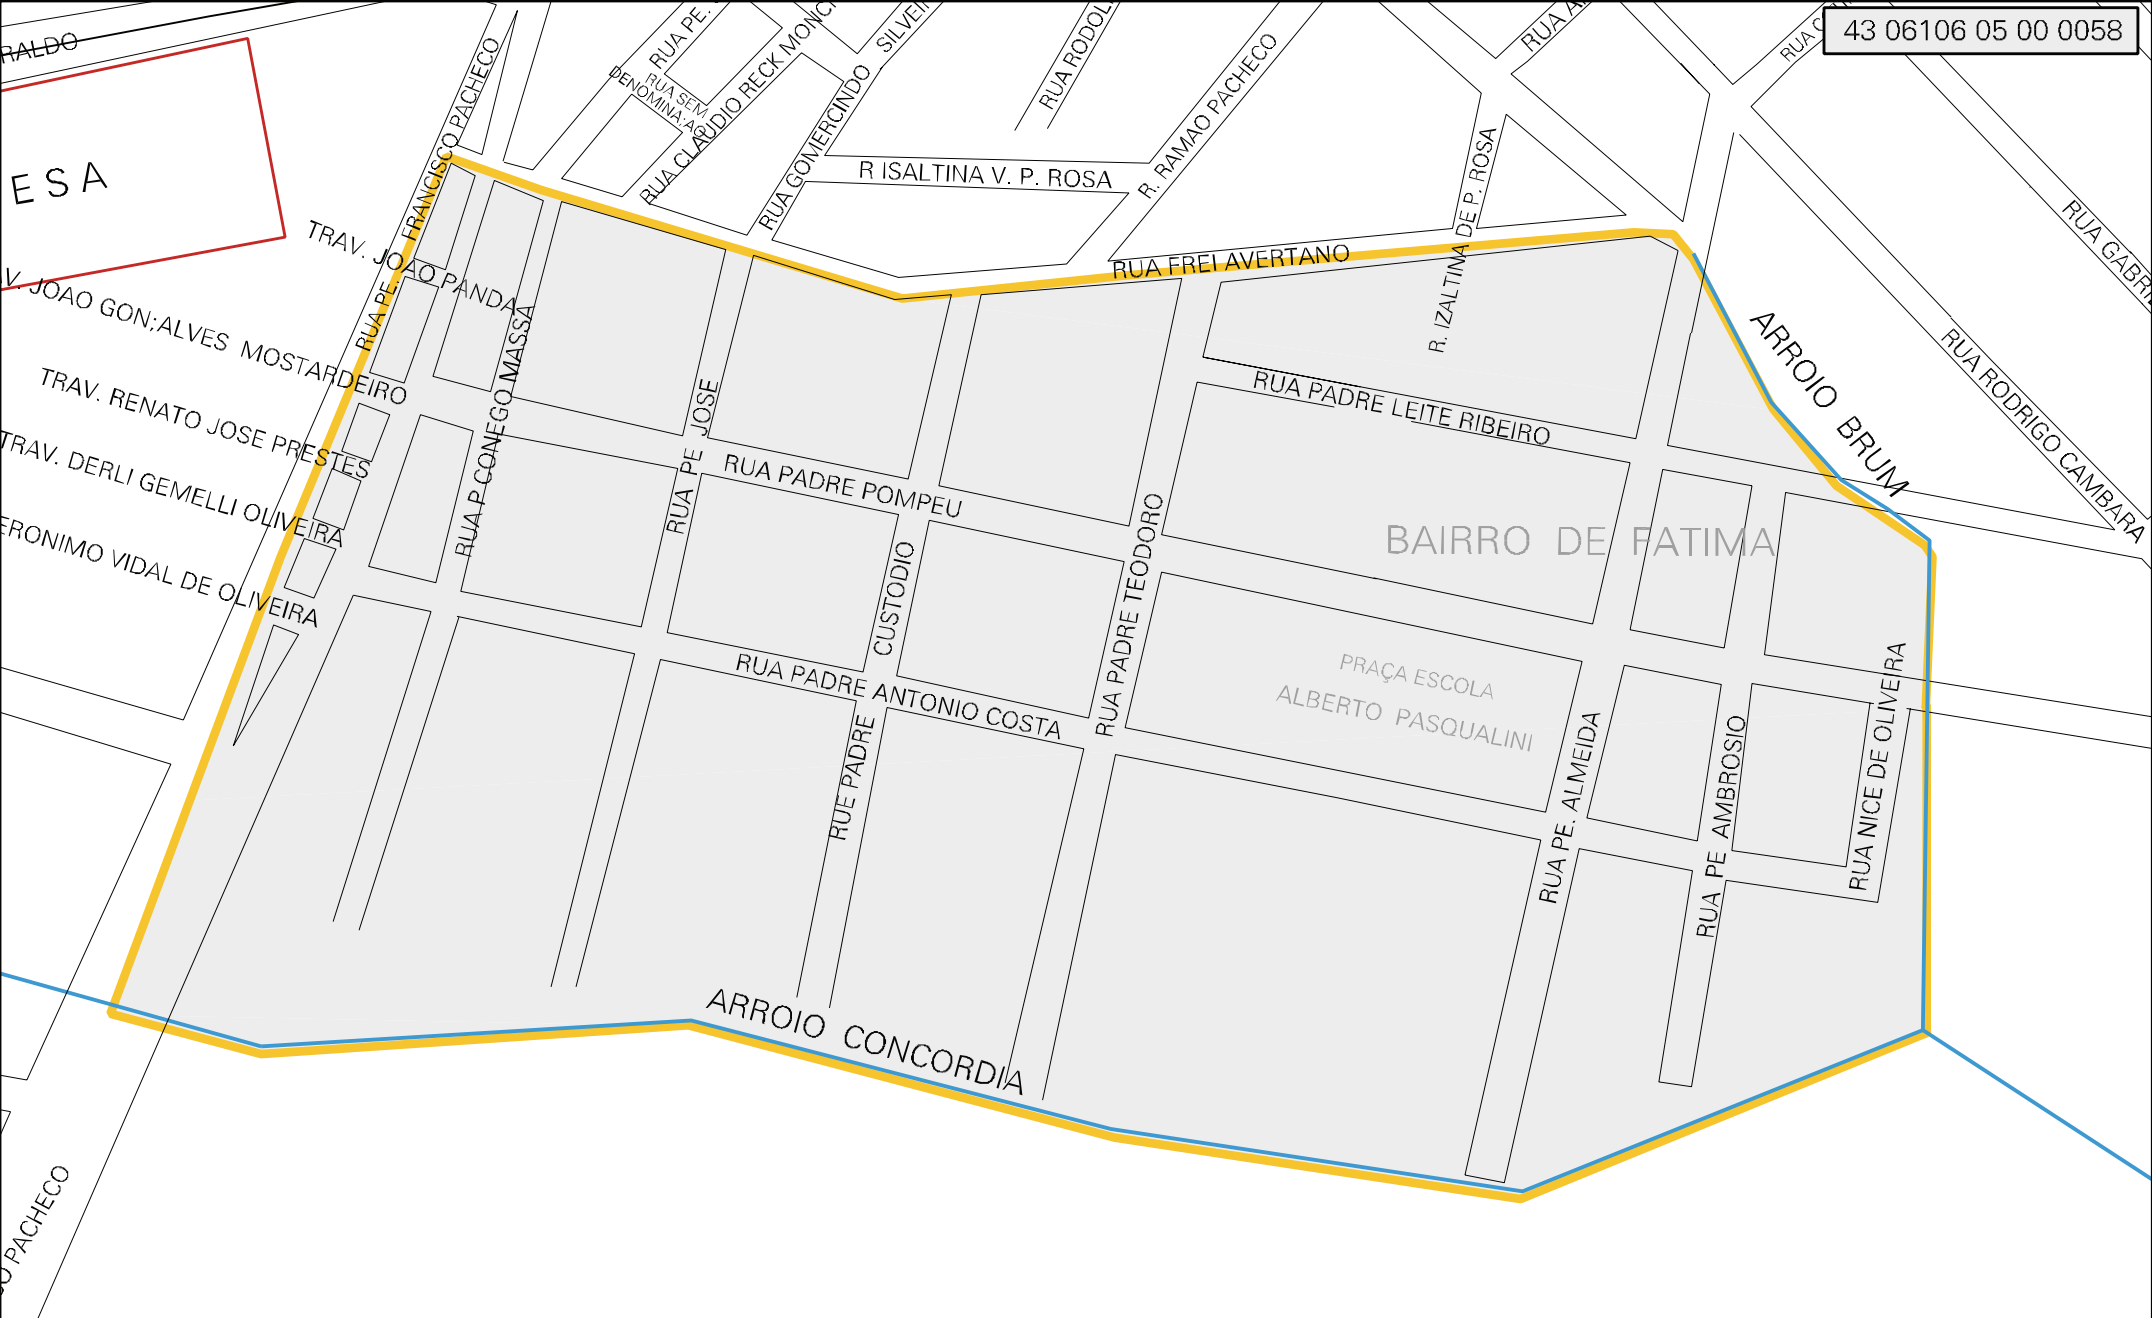 43 06106 05 00 0058
RALDO
RUA PE.
SILVEI
RUA RODOL
RUA A
RUA SEM
DENOMINA;AO
RUA CLAUDIO RECK MONC
RUA GOMERCINDO
R ISALTINA V. P. ROSA
R. RAMAO PACHECO
R. IZALTINA DE P. ROSA
RUA GABRIE
RUA RODRIGO CAMBARA
E S A
RUA PE. FRANCISCO PACHECO
TRAV. JOAO PANDA
V. JOAO GON;ALVES MOSTARDEIRO
TRAV. RENATO JOSE PRESTES
TRAV. DERLI GEMELLI OLIVEIRA
ERONIMO VIDAL DE OLIVEIRA
RUA P CONEGO MASSA
RUA PE JOSE
RUA FREI AVERTANO
ARROIO BRUM
RUA PADRE LEITE RIBEIRO
RUA PADRE POMPEU
BAIRRO DE FATIMA
RUA PADRE TEODORO
RUE PADRE CUSTODIO
RUA PADRE ANTONIO COSTA
PRAÇA ESCOLA
ALBERTO PASQUALINI
RUA PE. ALMEIDA
RUA PE AMBROSIO
RUA NICE DE OLIVEIRA
ARROIO CONCORDIA
O PACHECO